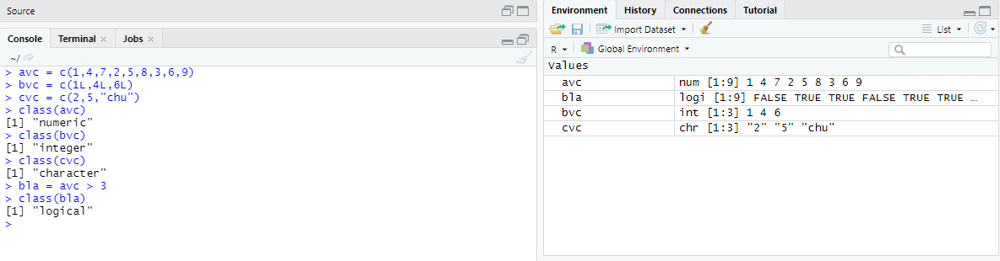 Source
Console Terminal × Jobs ×
~/
> avc = c(1,4,7,2,5,8,3,6,9)
> bvc = c(1L,4L,6L)
> cvc = c(2,5,"chu")
> class(avc)
[1] "numeric"
> class(bvc)
[1] "integer"
> class(cvc)
[1] "character"
> bla = avc > 3
> class(bla)
[1] "logical"
>
Environment History Connections Tutorial
Import Dataset List
R Global Environment
Values
avc num [1:9] 1 4 7 2 5 8 3 6 9
bla logi [1:9] FALSE TRUE TRUE FALSE TRUE TRUE …
bvc int [1:3] 1 4 6
cvc chr [1:3] "2" "5" "chu"